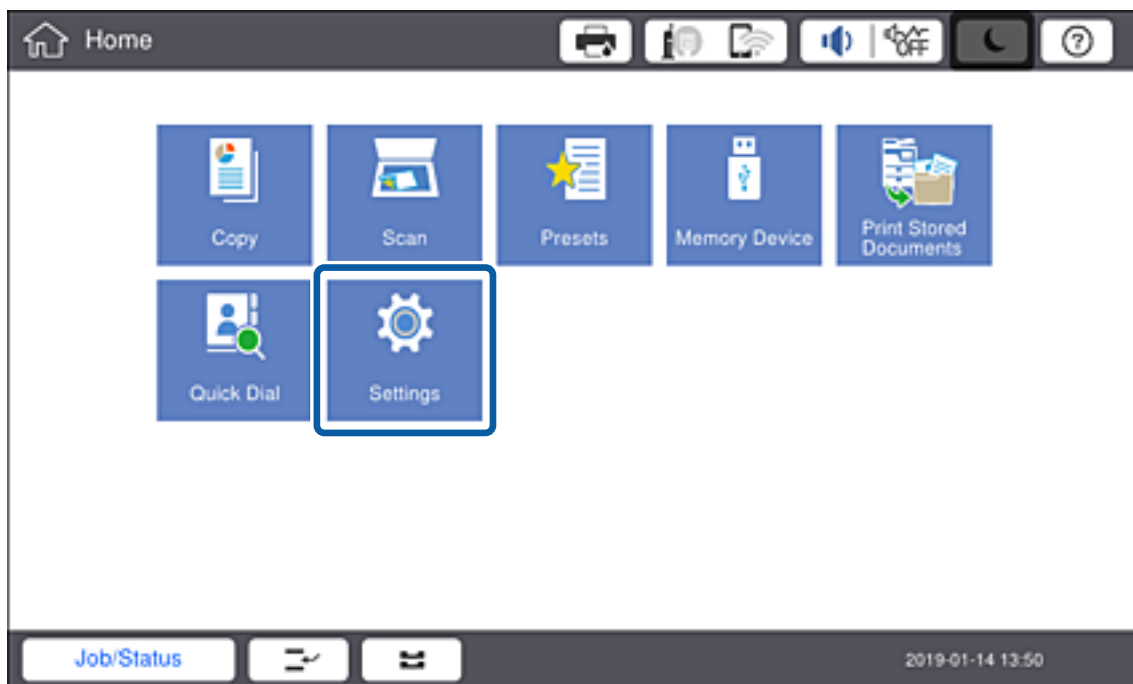 Home
OFF
?
Copy
Scan
Presets
Memory Device
Print Stored
Documents
Quick Dial
Settings
Job/Status
2019-01-14 13:50